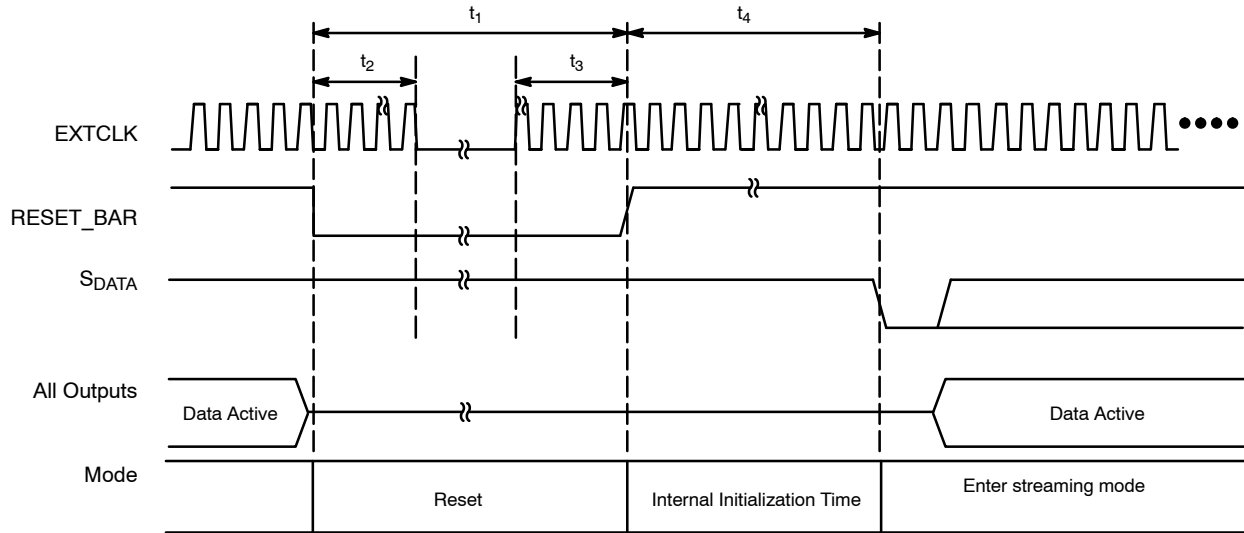 t1
t4
t2
t3
EXTCLK
RESET_BAR
SDATA
All Outputs
Data Active
Data Active
Mode
Reset
Internal Initialization Time
Enter streaming mode